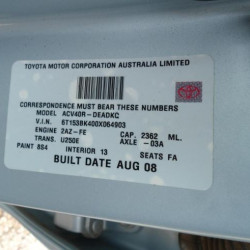 TOYOTA MOTOR CORPORATION AUSTRALIA LIMITED
CORRESPONDENCE MUST BEAR THESE NUMBERS
MODEL ACV40R-DEADKC
V.I.N. 6T153BK400X064903
ENGINE 2AZ-FE CAP. 2362 ML.
TRANS. U250E AXLE -03A
PAINT 8S4 INTERIOR 13 SEATS FA
BUILT DATE AUG 08